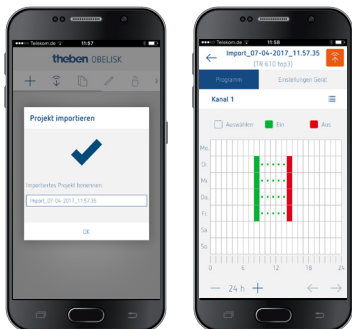 Telekom.de 11:57
theben OBELISK
Projekt importieren
Importiertes Projekt benennen:
Import_07-04-2017_11.57.35
OK
Telekom.de 11:58
Import_07-04-2017_11.57.35
(TR 610 top3)
Programm Einstellungen Gerät
Kanal 1
Auswählen Ein Aus
Mo.
Di.
Mi.
Do.
Fr.
Sa.
So.
0 6 12 18 24
24 h